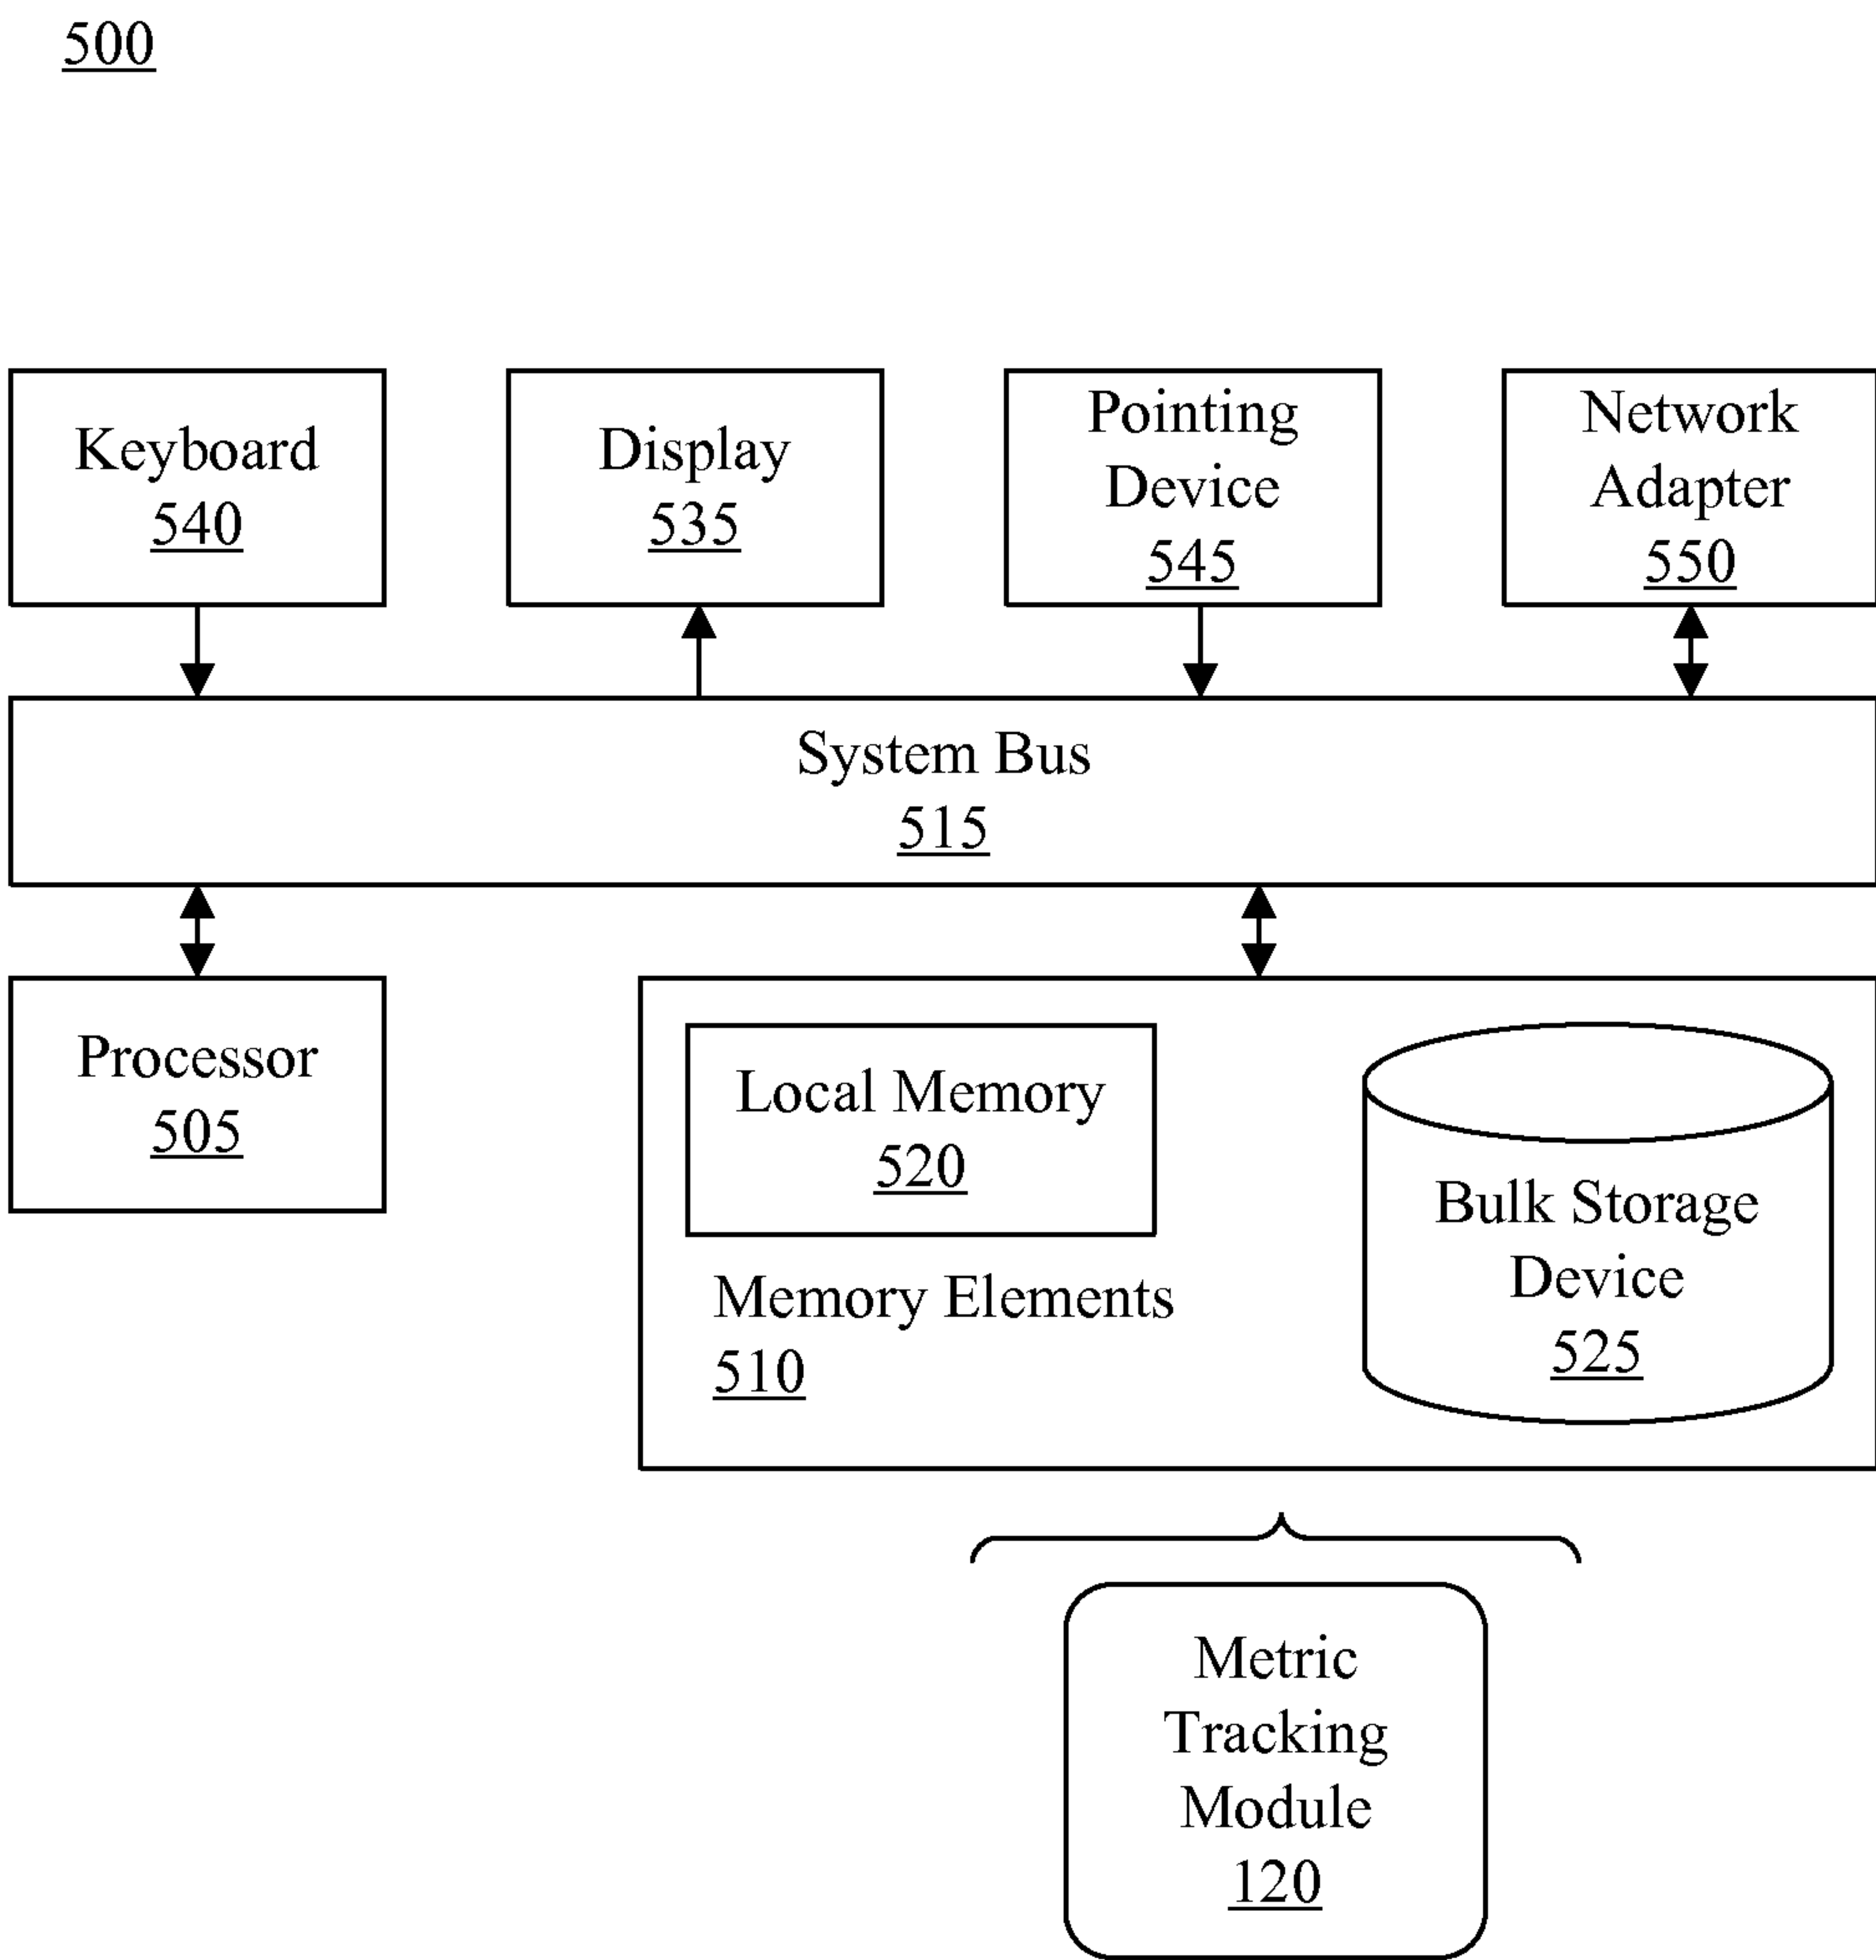 500
Keyboard
540
Display
535
Pointing
Device
545
Network
Adapter
550
System Bus
515
Processor
505
Local Memory
520
Memory Elements
510
Bulk Storage
Device
525
Metric
Tracking
Module
120